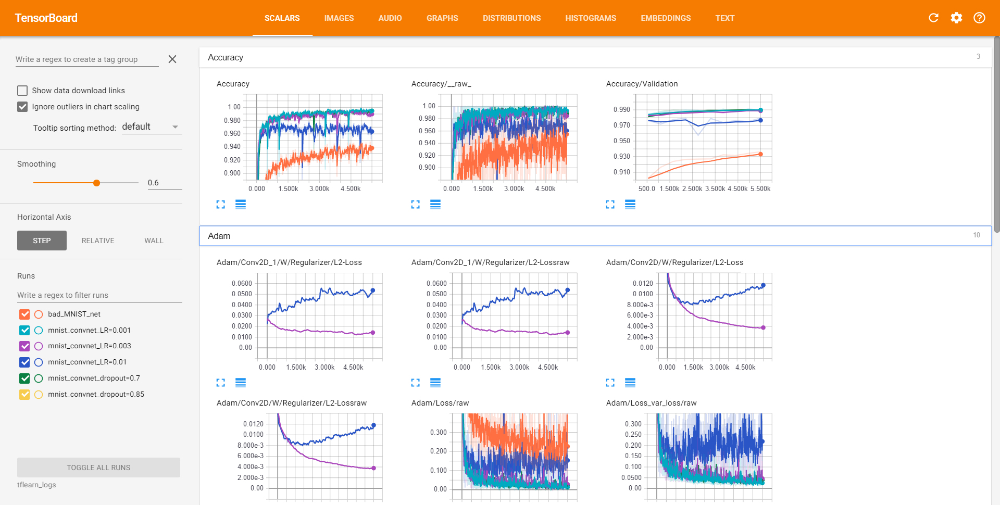 TensorBoard
SCALARS IMAGES AUDIO GRAPHS DISTRIBUTIONS HISTOGRAMS EMBEDDINGS TEXT
Write a regex to create a tag group
Show data download links
Ignore outliers in chart scaling
Tooltip sorting method: default
Smoothing
0.6
Horizontal Axis
STEP RELATIVE WALL
Runs
Write a regex to filter runs
bad_MNIST_net
mnist_convnet_LR=0.001
mnist_convnet_LR=0.003
mnist_convnet_LR=0.01
mnist_convnet_dropout=0.7
mnist_convnet_dropout=0.85
TOGGLE ALL RUNS
tflearn_logs
Accuracy 3
Accuracy
1.00
0.980
0.960
0.940
0.920
0.900
0.000 1.500k 3.000k 4.500k
Accuracy/__raw_
1.00
0.980
0.960
0.940
0.920
0.900
0.000 1.500k 3.000k 4.500k
Accuracy/Validation
0.990
0.970
0.950
0.930
0.910
500.0 1.500k 2.500k 3.500k 4.500k 5.500k
Adam 10
Adam/Conv2D_1/W/Regularizer/L2-Loss
0.0600
0.0500
0.0400
0.0300
0.0200
0.0100
0.00
0.000 1.500k 3.000k 4.500k
Adam/Conv2D_1/W/Regularizer/L2-Lossraw
0.0600
0.0500
0.0400
0.0300
0.0200
0.0100
0.00
0.000 1.500k 3.000k 4.500k
Adam/Conv2D/W/Regularizer/L2-Loss
0.0120
0.0100
8.000e-3
6.000e-3
4.000e-3
2.000e-3
0.00
0.000 1.500k 3.000k 4.500k
Adam/Conv2D/W/Regularizer/L2-Lossraw
0.0120
0.0100
8.000e-3
6.000e-3
4.000e-3
2.000e-3
0.00
Adam/Loss/raw
0.300
0.200
0.100
0.00
Adam/Loss_var_loss/raw
0.300
0.250
0.200
0.150
0.100
0.0500
0.00